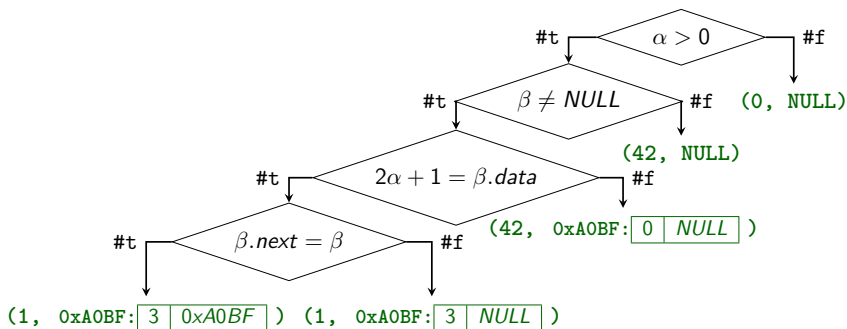 #t α > 0 #f
#t β ≠ NULL #f (0, NULL)
(42, NULL)
#t 2α + 1 = β.data #f
(42, 0xA0BF: 0 NULL )
#t β.next = β #f
(1, 0xA0BF: 3 0xA0BF ) (1, 0xA0BF: 3 NULL )